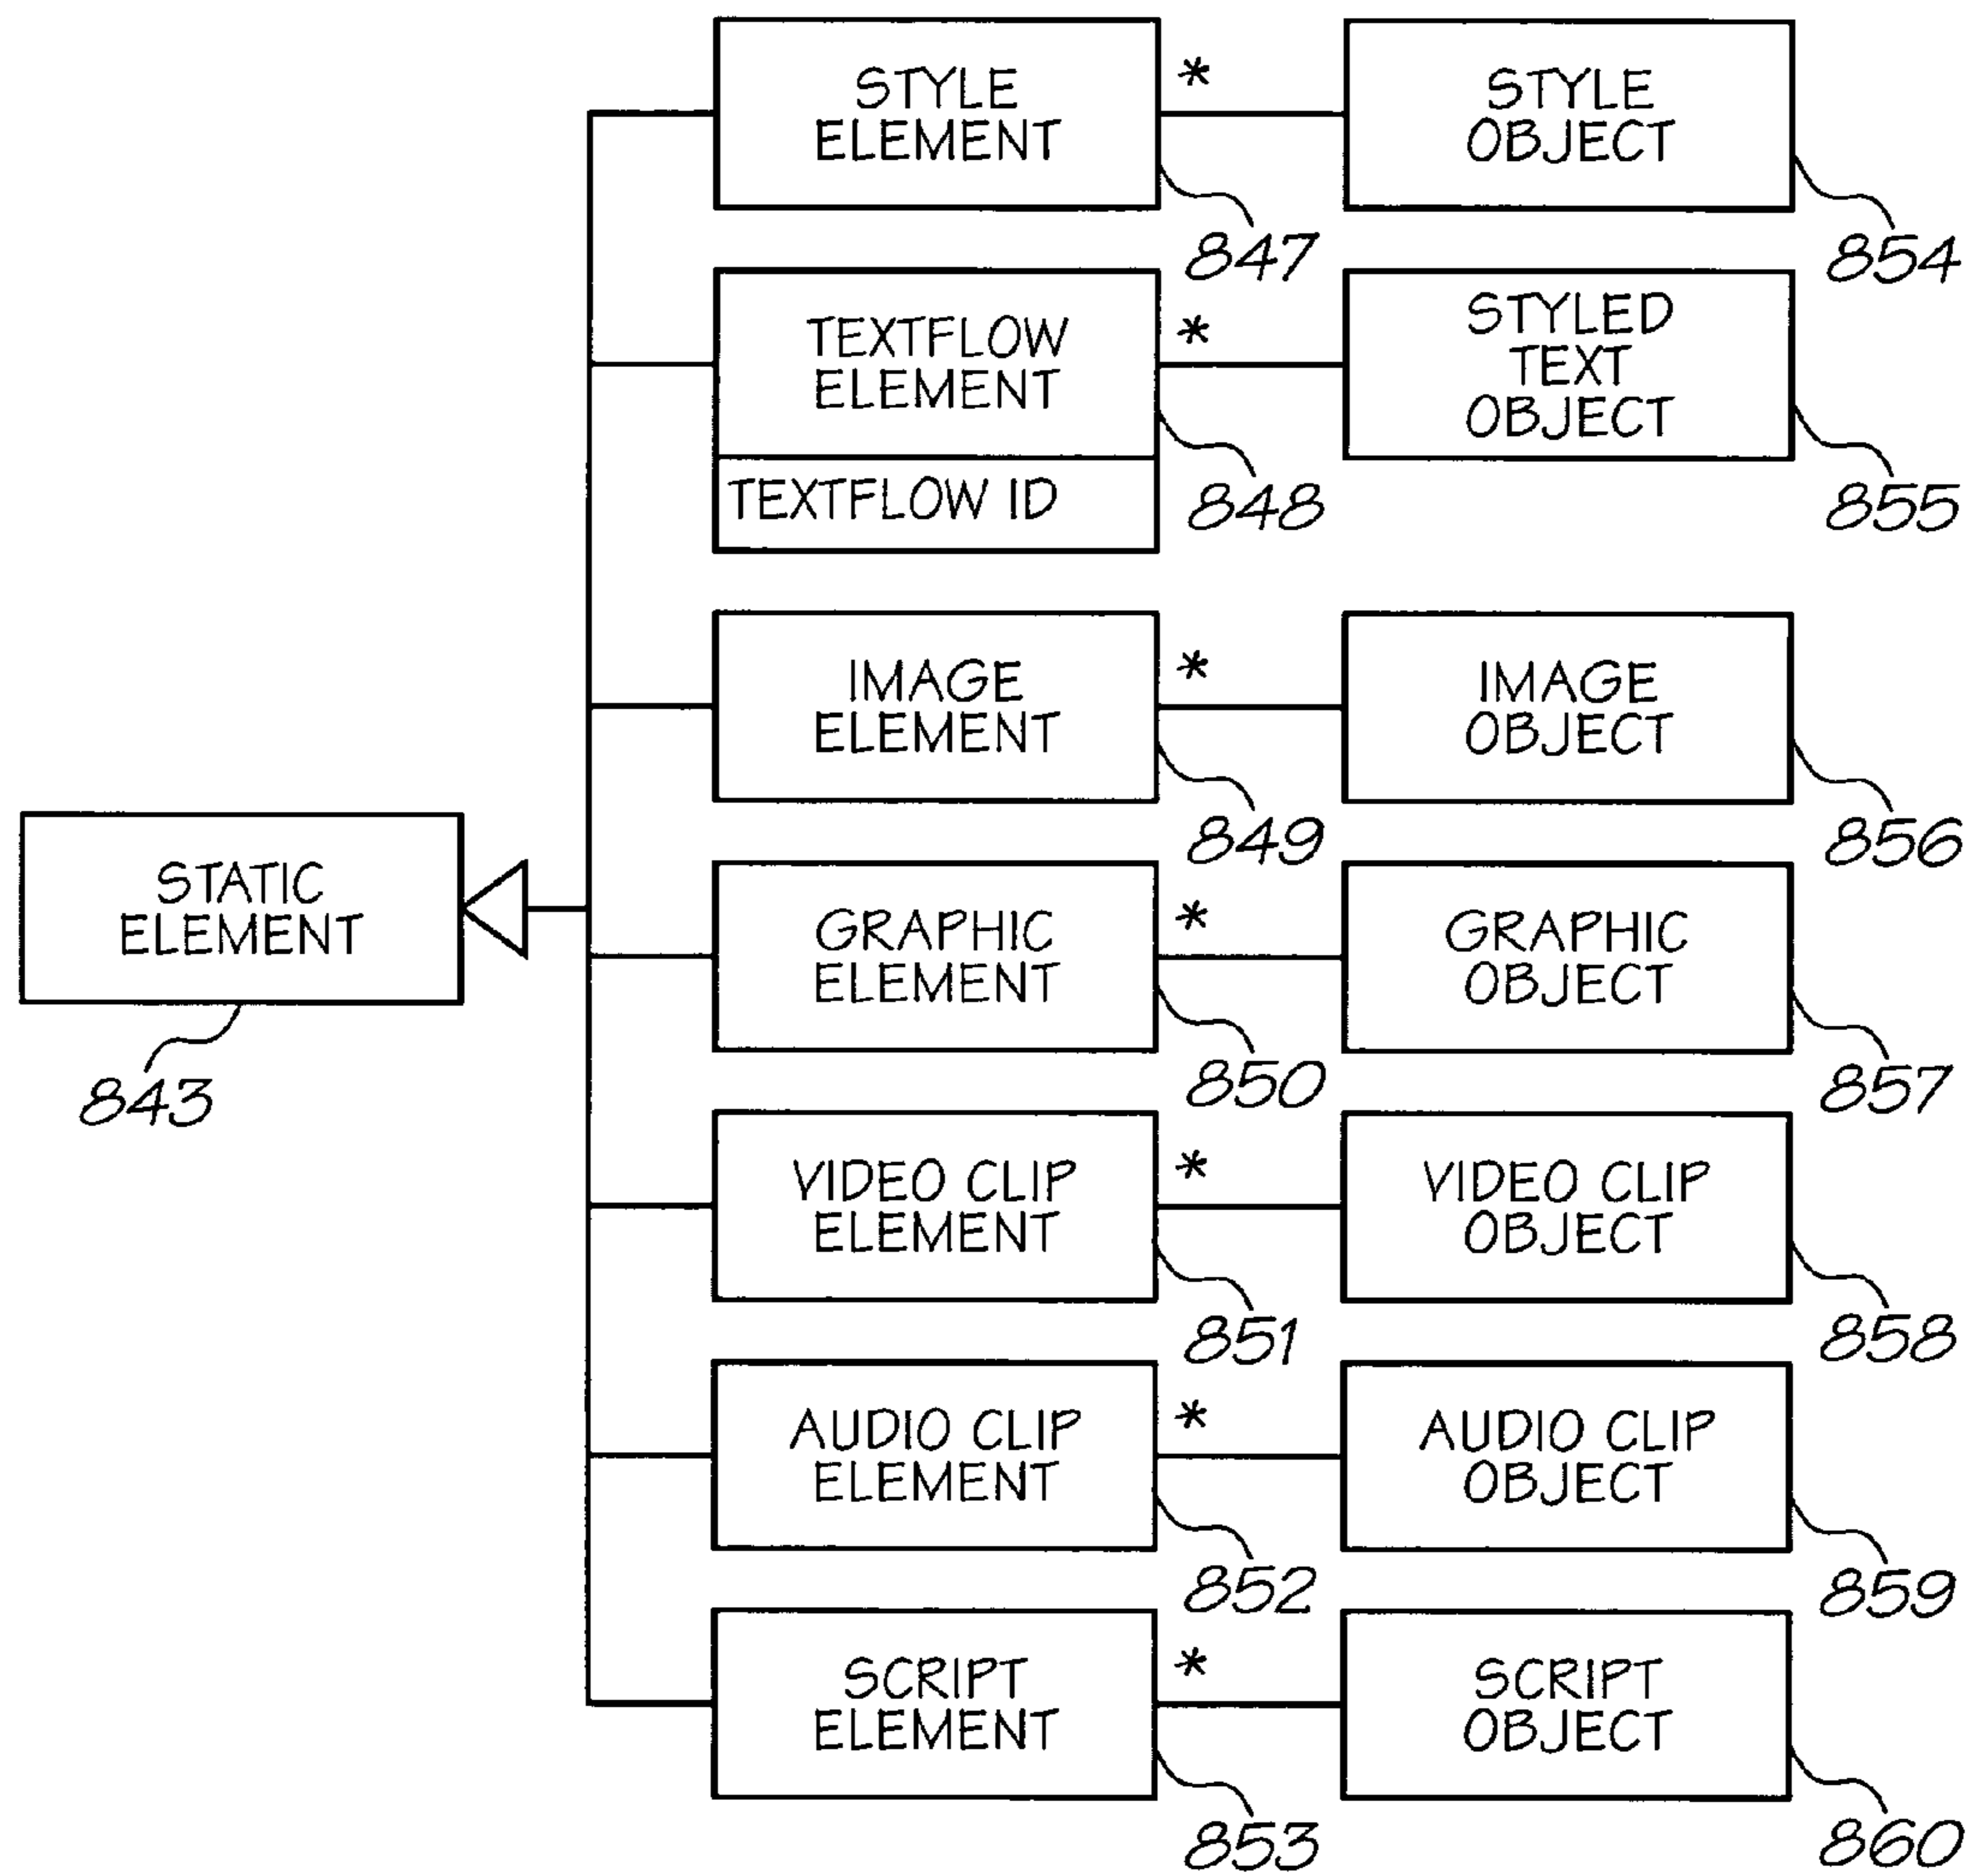 STYLE
ELEMENT
*
STYLE
OBJECT
847
854
TEXTFLOW
ELEMENT
*
STYLED
TEXT
OBJECT
TEXTFLOW ID
848
855
IMAGE
ELEMENT
*
IMAGE
OBJECT
849
856
STATIC
ELEMENT
843
GRAPHIC
ELEMENT
*
GRAPHIC
OBJECT
850
857
VIDEO CLIP
ELEMENT
*
VIDEO CLIP
OBJECT
851
858
AUDIO CLIP
ELEMENT
*
AUDIO CLIP
OBJECT
852
859
SCRIPT
ELEMENT
*
SCRIPT
OBJECT
853
860